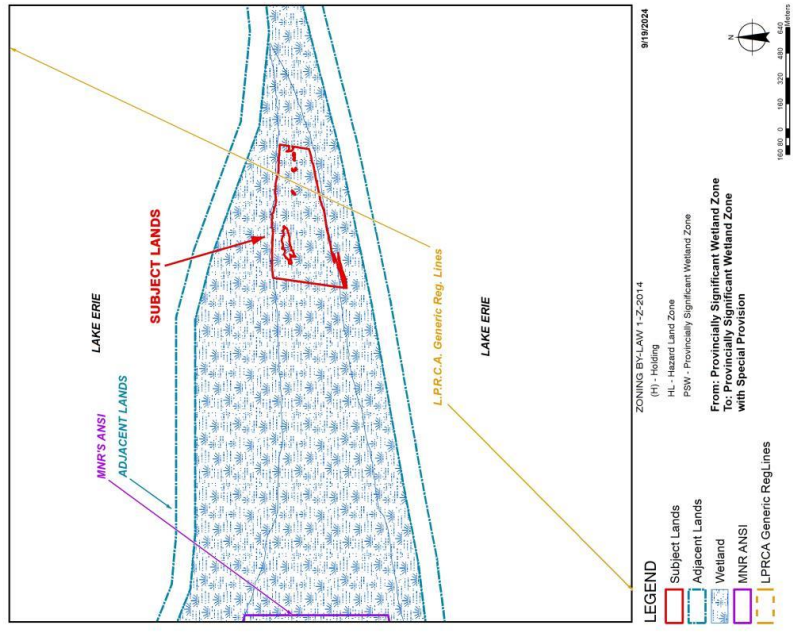 LAKE ERIE
SUBJECT LANDS
MNR'S ANSI
ADJACENT LANDS
L.P.R.C.A. Generic Reg. Lines
LAKE ERIE
LEGEND
Subject Lands
Adjacent Lands
Wetland
MNR ANSI
LPRCA Generic RegLines
ZONING BY-LAW 1-Z-2014
(H) - Holding
HL - Hazard Land Zone
PSW - Provincially Significant Wetland Zone
From: Provincially Significant Wetland Zone
To: Provincially Significant Wetland Zone
with Special Provision
9/19/2024
N
160 80 0 160 320 480 640
Meters